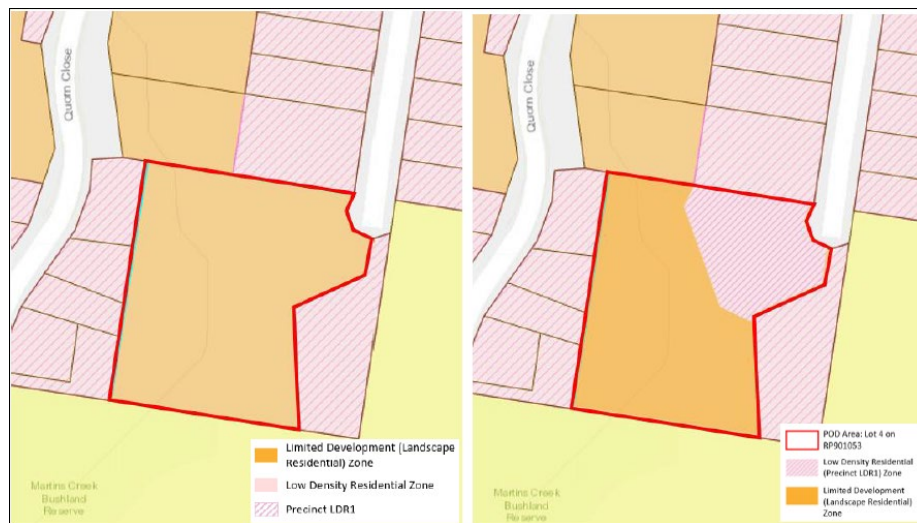 Quom Close
Limited Development (Landscape
Residential) Zone
Low Density Residential Zone
Precinct LDR1
Martins Creek
Bushland
Reserve
Quom Close
POD Area: Lot 4 on
RP901053
Low Density Residential
(Precinct LDR1) Zone
Limited Development
(Landscape Residential)
Zone
Martins Creek
Bushland
Reserve